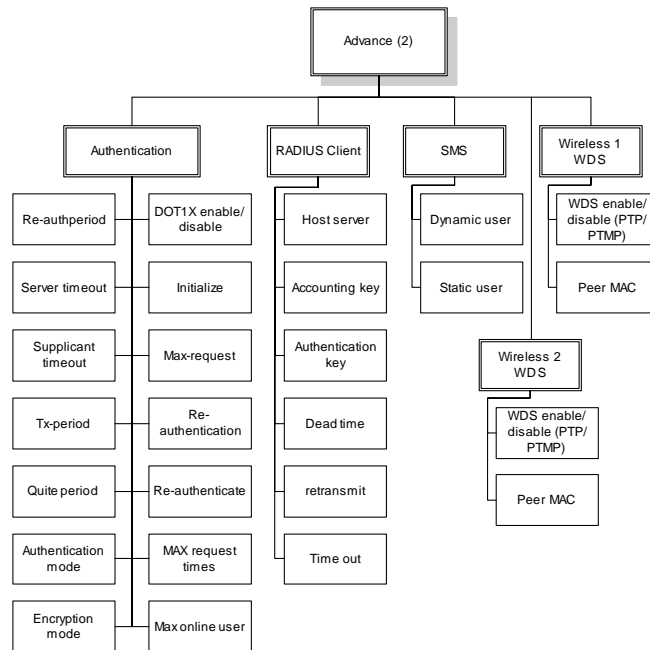 Advance (2)
Authentication
RADIUS Client
SMS
Wireless 1
WDS
Re-authperiod
DOT1X enable/
disable
Host server
Dynamic user
WDS enable/
disable (PTP/
PTMP)
Server timeout
Initialize
Accounting key
Static user
Peer MAC
Supplicant
timeout
Max-request
Authentication
key
Wireless 2
WDS
Tx-period
Re-
authentication
Dead time
WDS enable/
disable (PTP/
PTMP)
Quite period
Re-authenticate
retransmit
Peer MAC
Authentication
mode
MAX request
times
Time out
Encryption
mode
Max online user